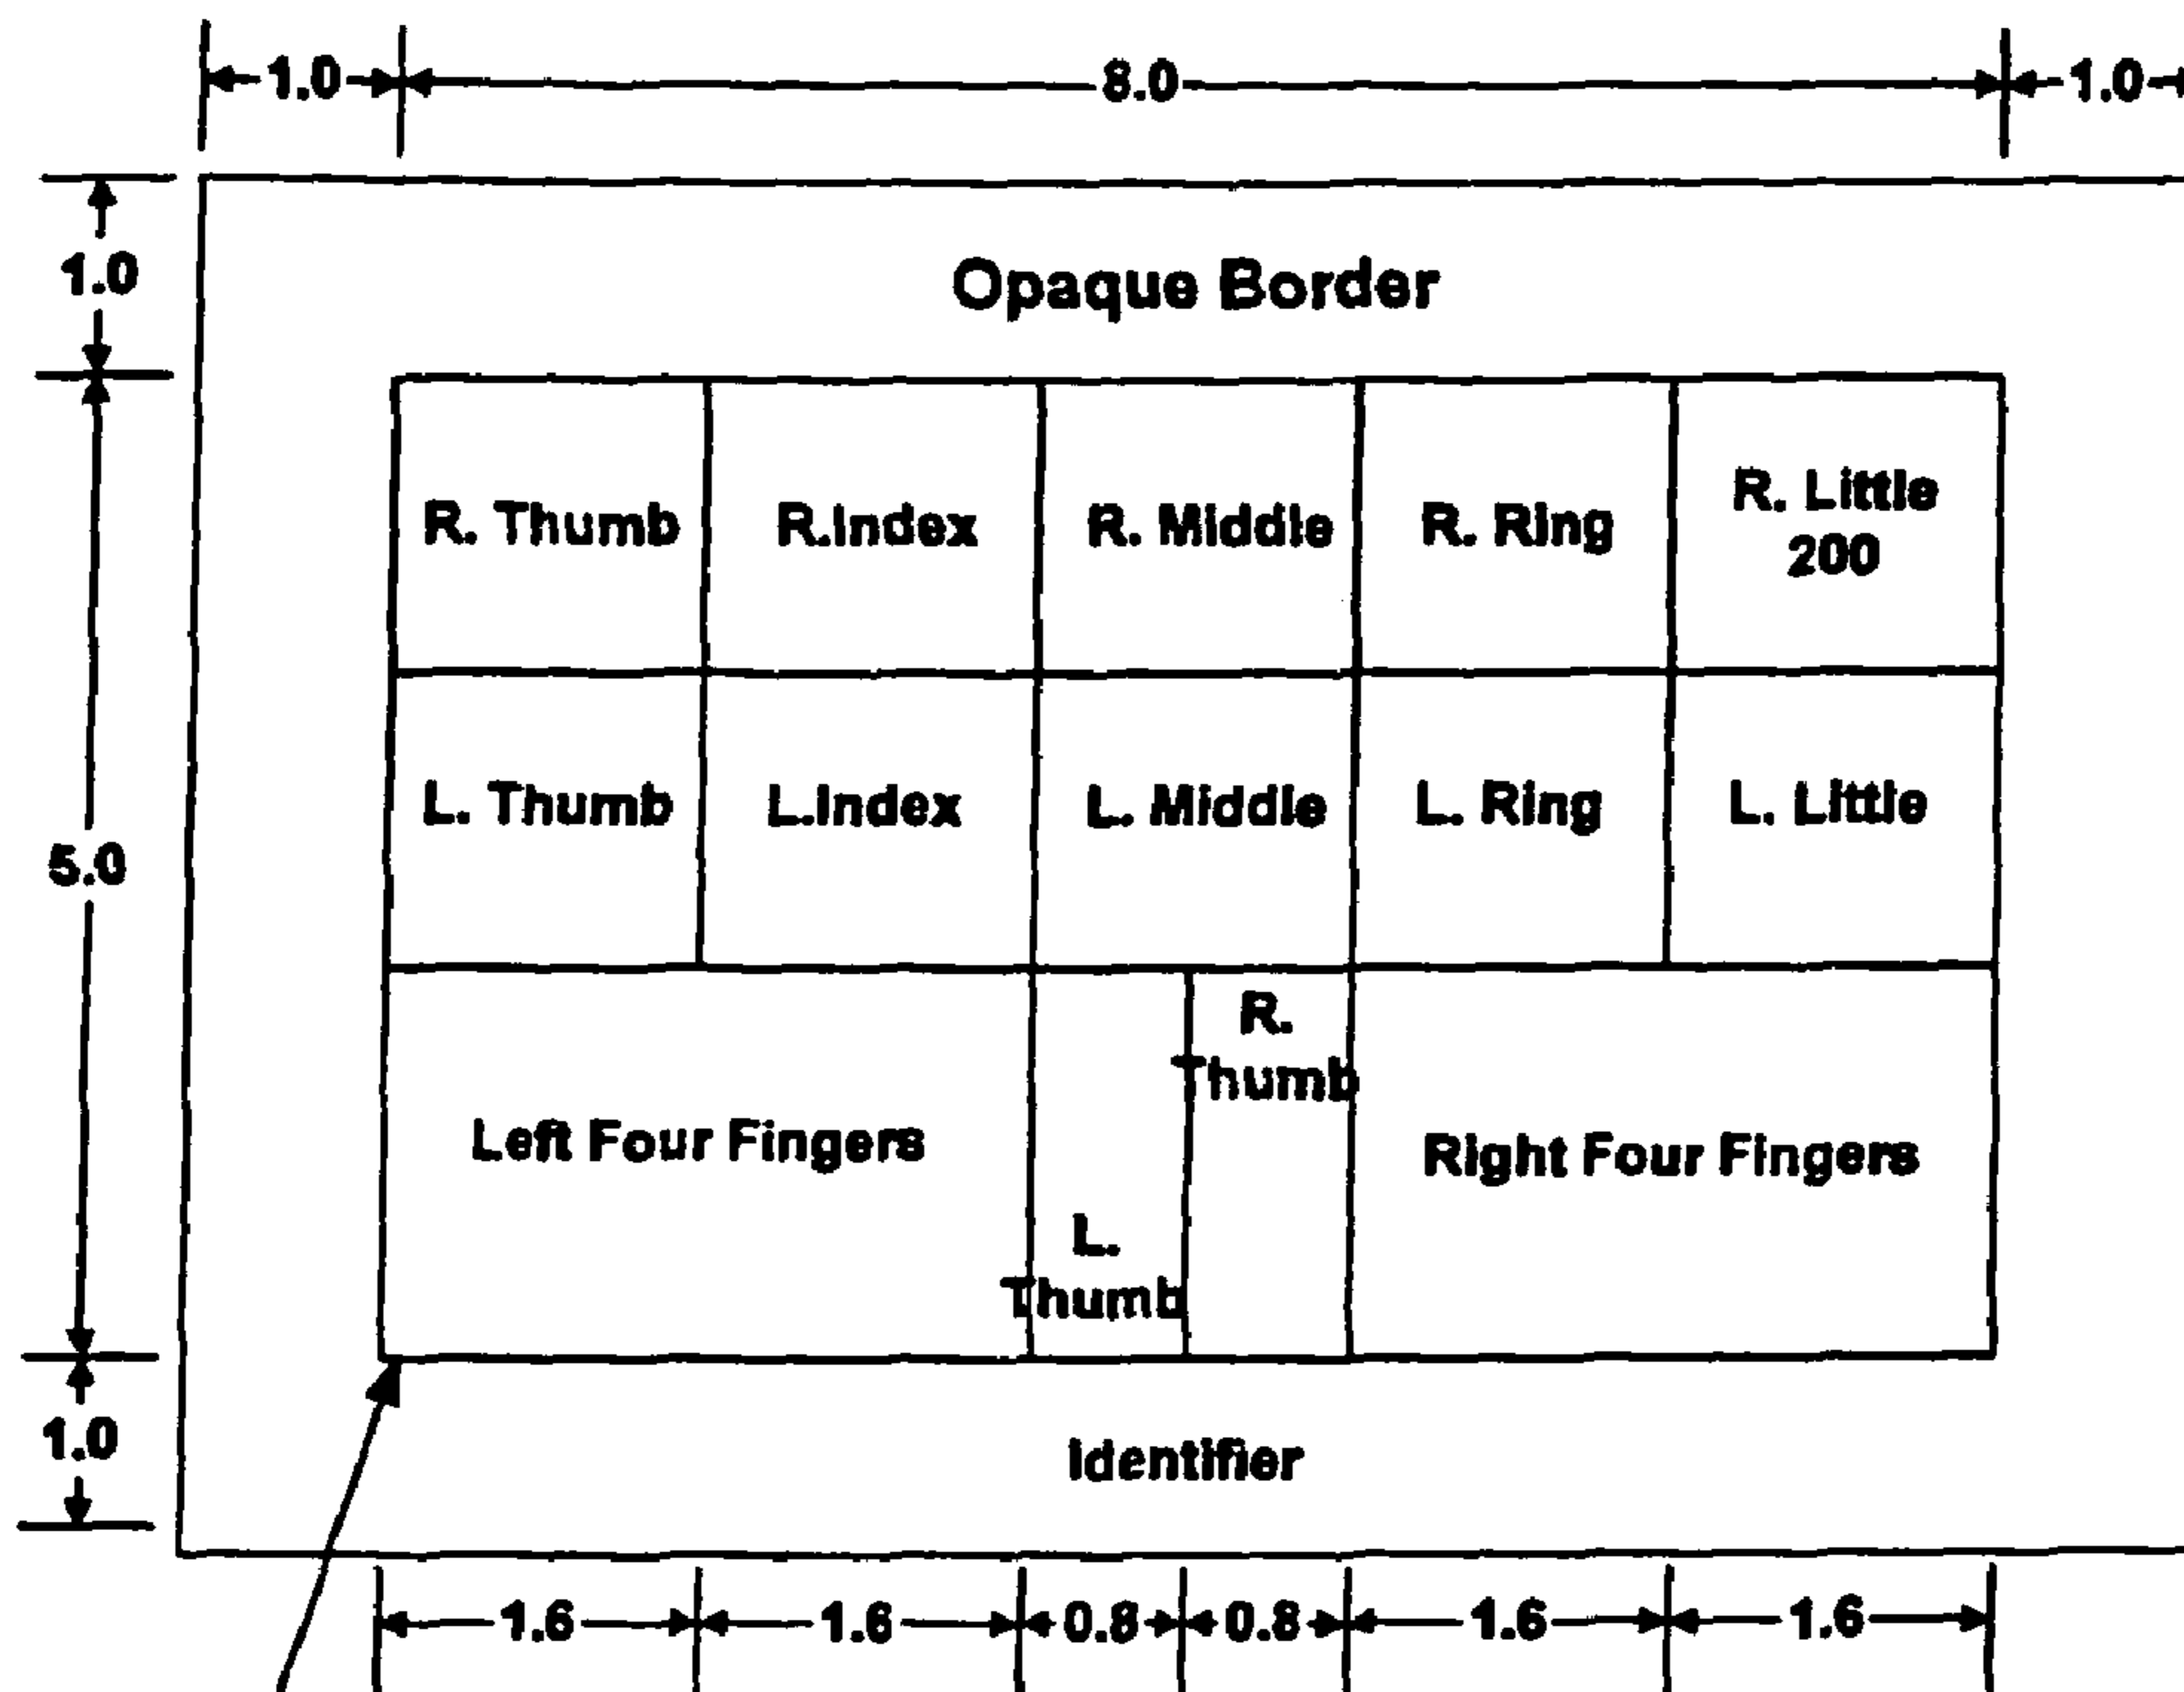 1.0 8.0 1.0
1.0
Opaque Border
R. Thumb R.Index R. Middle R. Ring R. Little
200
L. Thumb L.Index L. Middle L. Ring L. Little
5.0
R.
Thumb
Left Four Fingers Right Four Fingers
L.
Thumb
1.0
Identifier
1.6 1.6 0.8 0.8 1.6 1.6